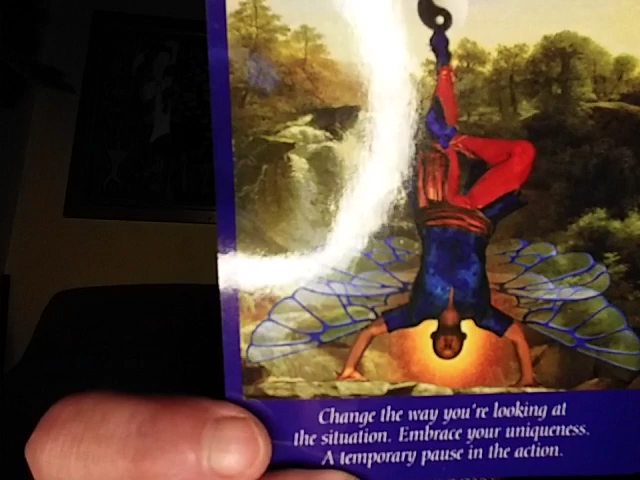 Change the way you're looking at
the situation. Embrace your uniqueness.
A temporary pause in the action.